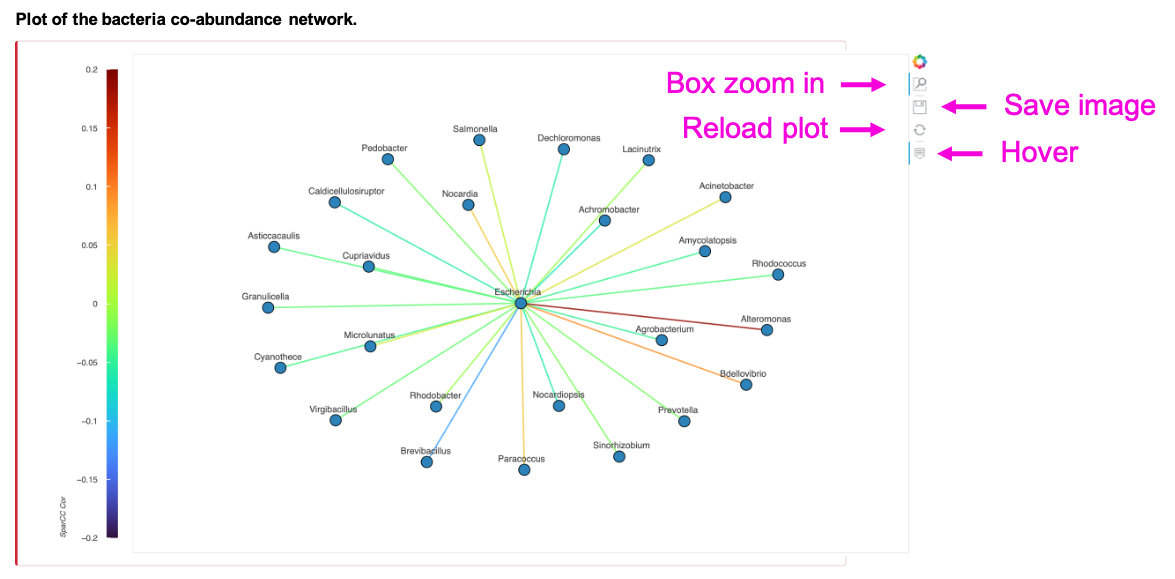 Plot of the bacteria co-abundance network.
0.2
Box zoom in
Save image
0.15
Salmonella
Reload plot
Dechloromonas
Pedobacter
Lacinutrix
Hover
0.1
Caldicellulosiruptor
Nocardia
Acinetobacter
Achromobacter
0.05
Asticcacaulis
Cupriavidus
Amycolatopsis
Rhodococcus
0
Granulicella
Escherichia
Microlunatus
Agrobacterium
Alteromonas
-0.05
Cyanothece
Bdellovibrio
Virgibacillus
Rhodobacter
Nocardiopsis
Prevotella
-0.1
Brevibacillus
Paracoccus
Sinorhizobium
-0.15
SparCC Cor
-0.2